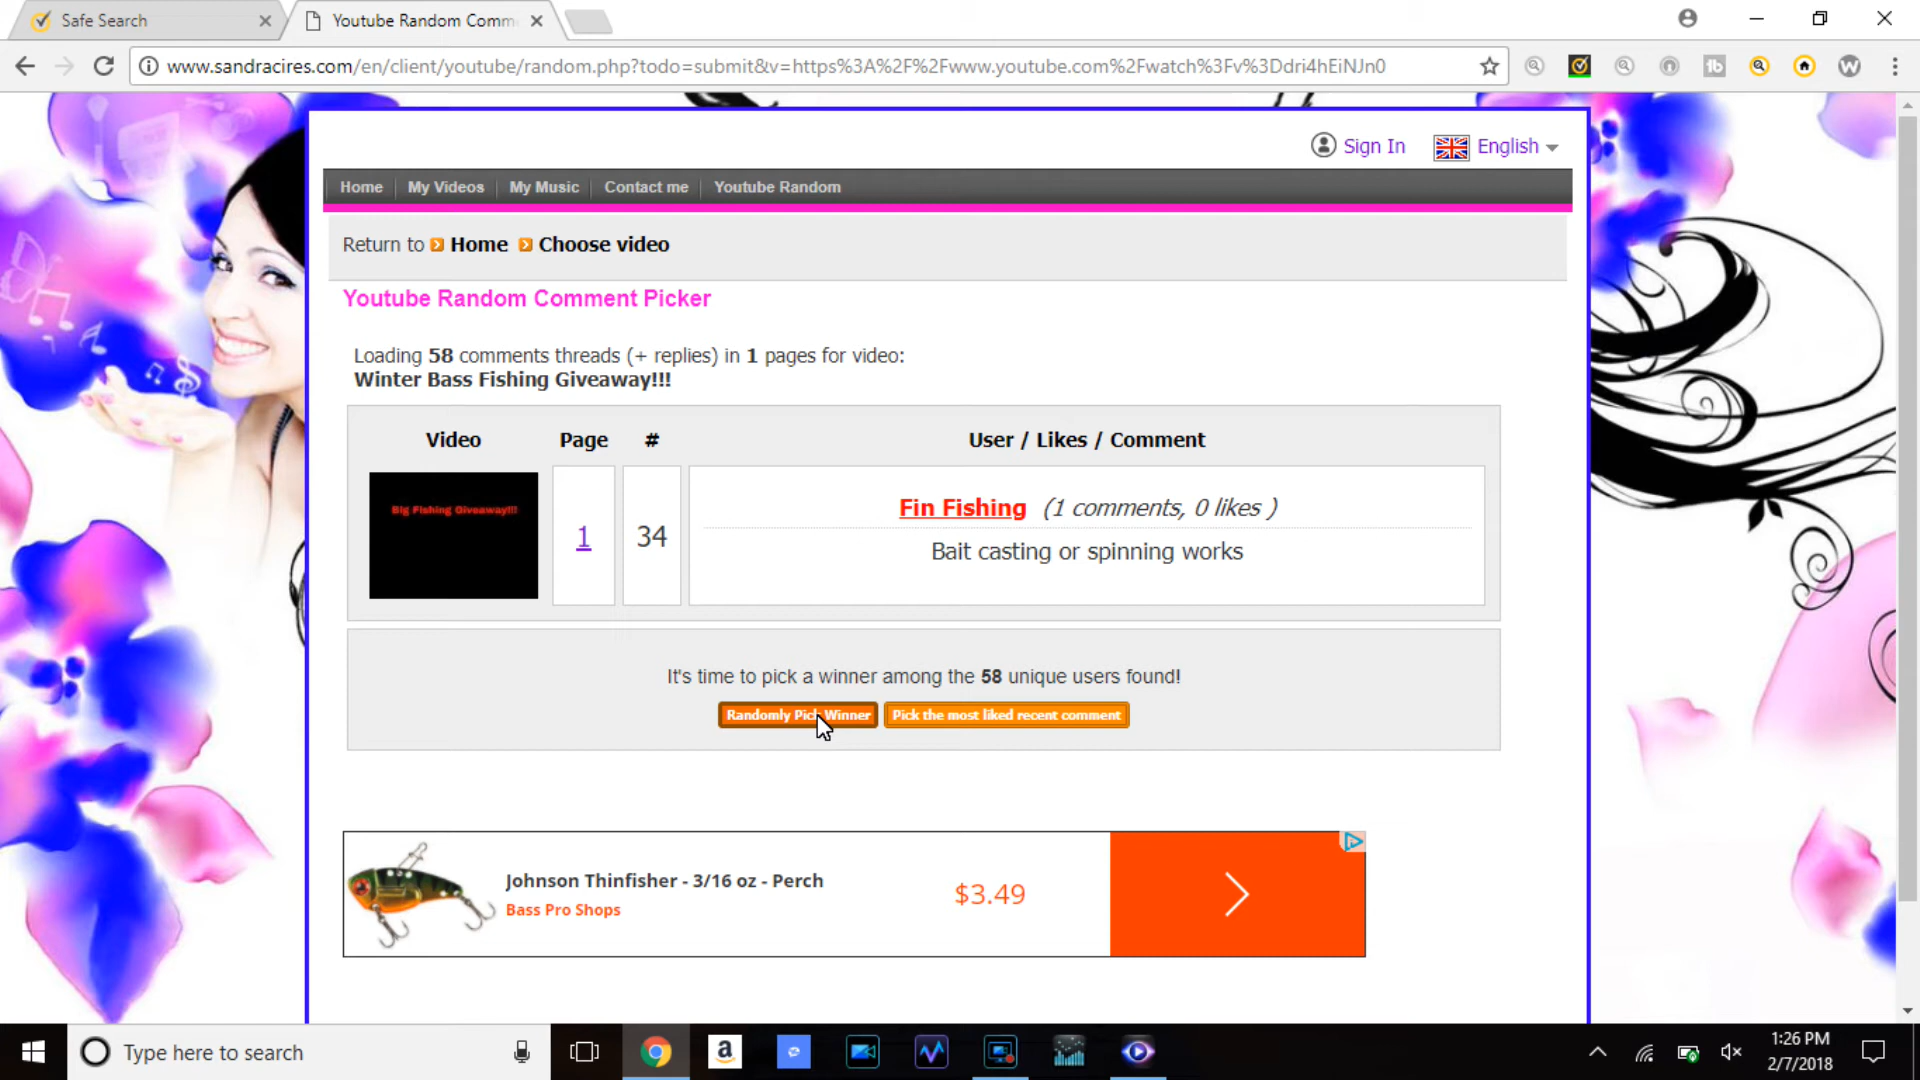 Safe Search
Youtube Random Comm
www.sandracires.com/en/client/youtube/random.php?todo=submit&v=https%3A%2F%2Fwww.youtube.com%2Fwatch%3Fv%3Ddri4hEiNJn0
Sign In English
Home My Videos My Music Contact me Youtube Random
Return to Home Choose video
Youtube Random Comment Picker
Loading 58 comments threads (+ replies) in 1 pages for video:
Winter Bass Fishing Giveaway!!!
Video Page # User / Likes / Comment
Big Fishing Giveaway!!!
1
34
Fin Fishing (1 comments, 0 likes )
Bait casting or spinning works
It's time to pick a winner among the 58 unique users found!
Randomly Pick Winner Pick the most liked recent comment
Johnson Thinfisher - 3/16 oz - Perch
Bass Pro Shops
$3.49
Type here to search
1:26 PM
2/7/2018